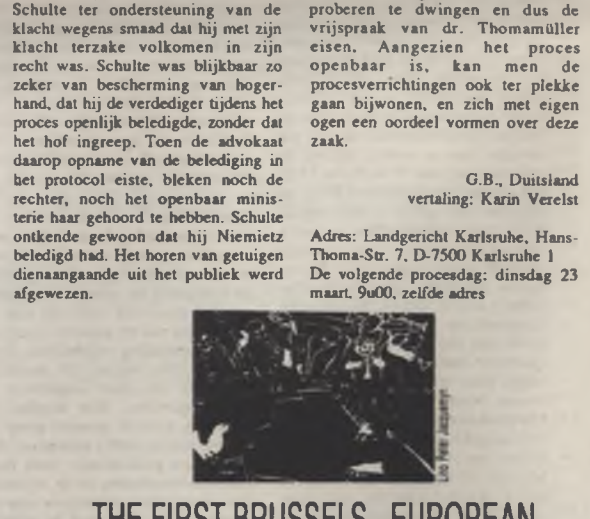 Schulte ter ondersteuning van de
klacht wegens smaad dat hij met zijn
klacht terzake volkomen in zijn
recht was. Schulte was blijkbaar zo
zeker van bescherming van hoger-
hand, dat hij de verdediger tijdens het
proces openlijk beledigde, zonder dat
het hof ingreep. Toen de advokaat
daarop opname van de belediging in
het protocol eiste, bleken noch de
rechter, noch het openbaar minis-
terie haar gehoord te hebben. Schulte
ontkende gewoon dat hij Niemietz
beledigd had. Het horen van getuigen
dienaangaande uit het publiek werd
afgewezen.
proberen te dwingen en dus de
vrijspraak van dr. Thomamüller
eisen. Aangezien het proces
openbaar is, kan men de
procesverrichtingen ook ter plekke
gaan bijwonen, en zich met eigen
ogen een oordeel vormen over deze
zaak.
G.B., Duitsland
vertaling: Karin Verelst
Adres: Landgericht Karlsruhe, Hans-
Thoma-Str. 7, D-7500 Karlsruhe 1
De volgende procesdag: dinsdag 23
maart, 9u00, zelfde adres
Lino Peter Jacquemyn
THE FIRST BRUSSELS EUROPEAN